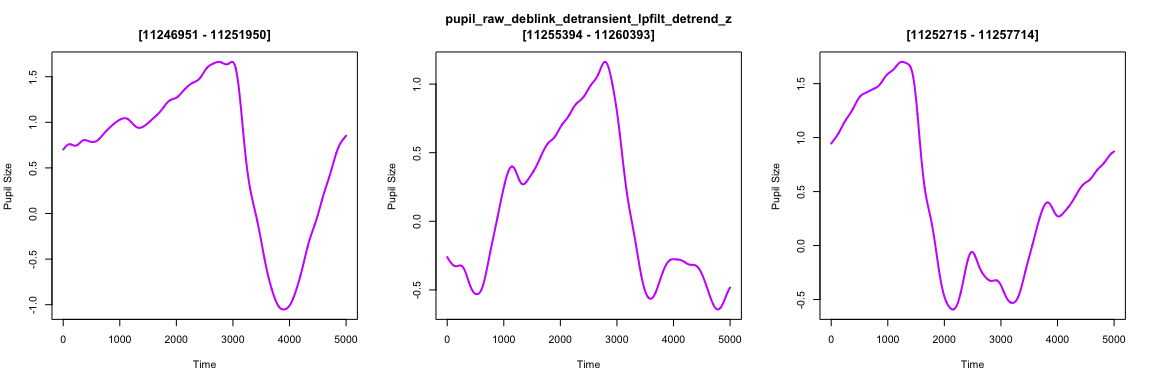 pupil_raw_deblink_detransient_lpfilt_detrend_z
[11246951 - 11251950]
[11255394 - 11260393]
[11252715 - 11257714]
Pupil Size
1.5
1.0
0.5
0.0
-0.5
-1.0
0 1000 2000 3000 4000 5000
Time
Pupil Size
1.0
0.5
0.0
-0.5
0 1000 2000 3000 4000 5000
Time
Pupil Size
1.5
1.0
0.5
0.0
-0.5
0 1000 2000 3000 4000 5000
Time